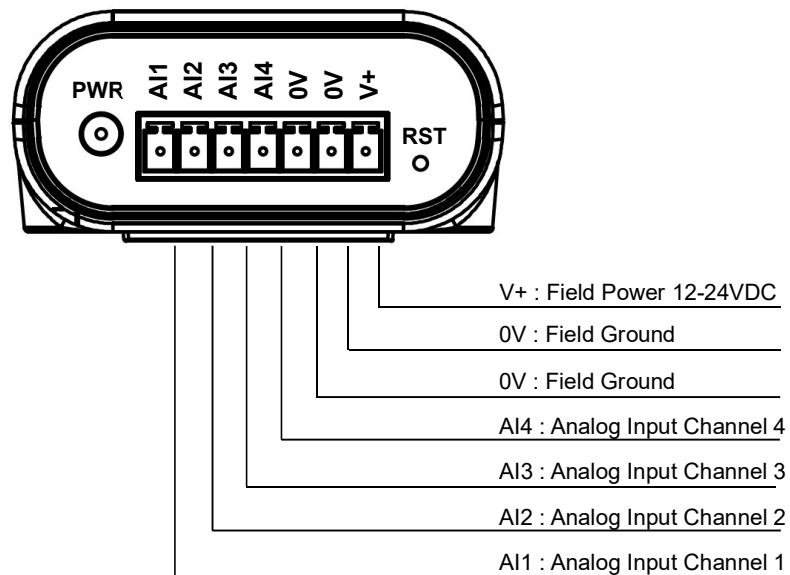 PWR AI1 AI2 AI3 AI4 0V 0V V+ RST
V+ : Field Power 12-24VDC
0V : Field Ground
0V : Field Ground
AI4 : Analog Input Channel 4
AI3 : Analog Input Channel 3
AI2 : Analog Input Channel 2
AI1 : Analog Input Channel 1